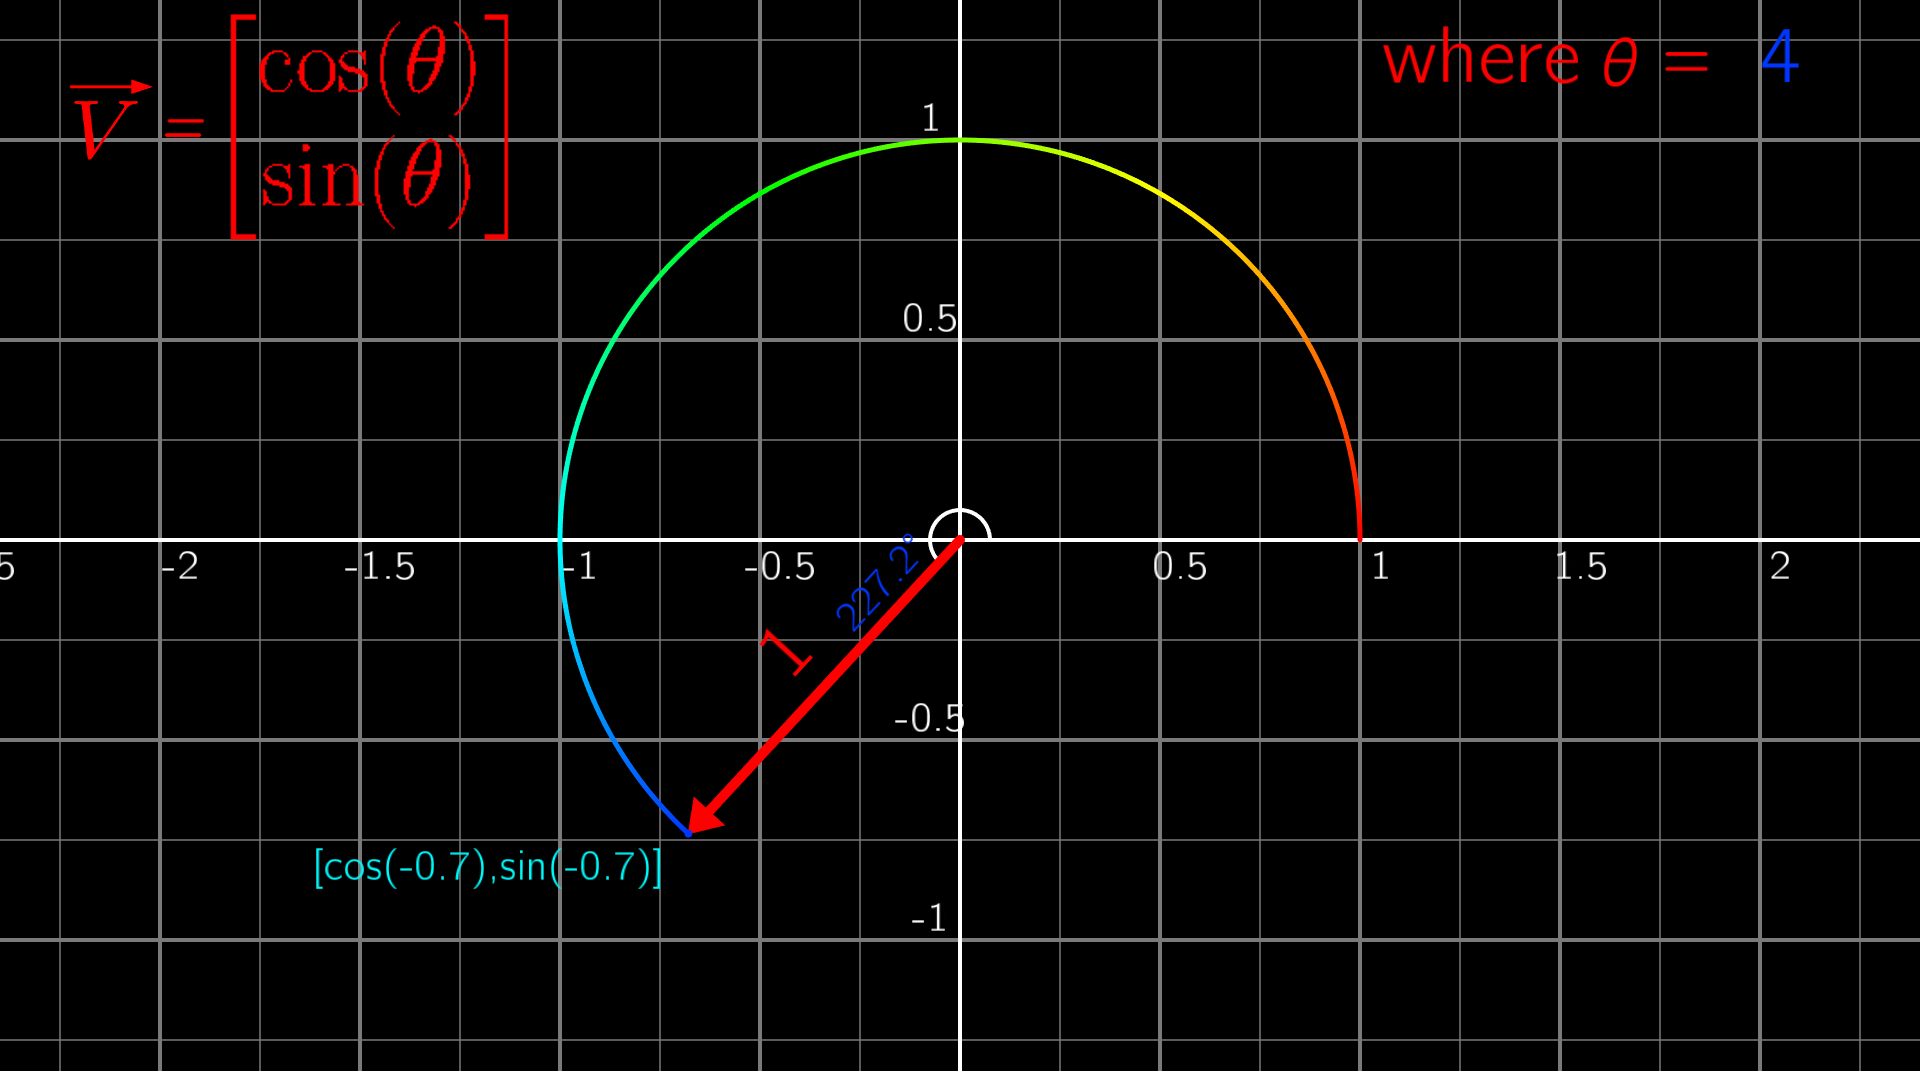 V = [cos(θ)
sin(θ)]
where θ = 4
1
0.5
5 -2 -1.5 -1 -0.5 0.5 1 1.5 2
227.2°
1
-0.5
[cos(-0.7),sin(-0.7)]
-1